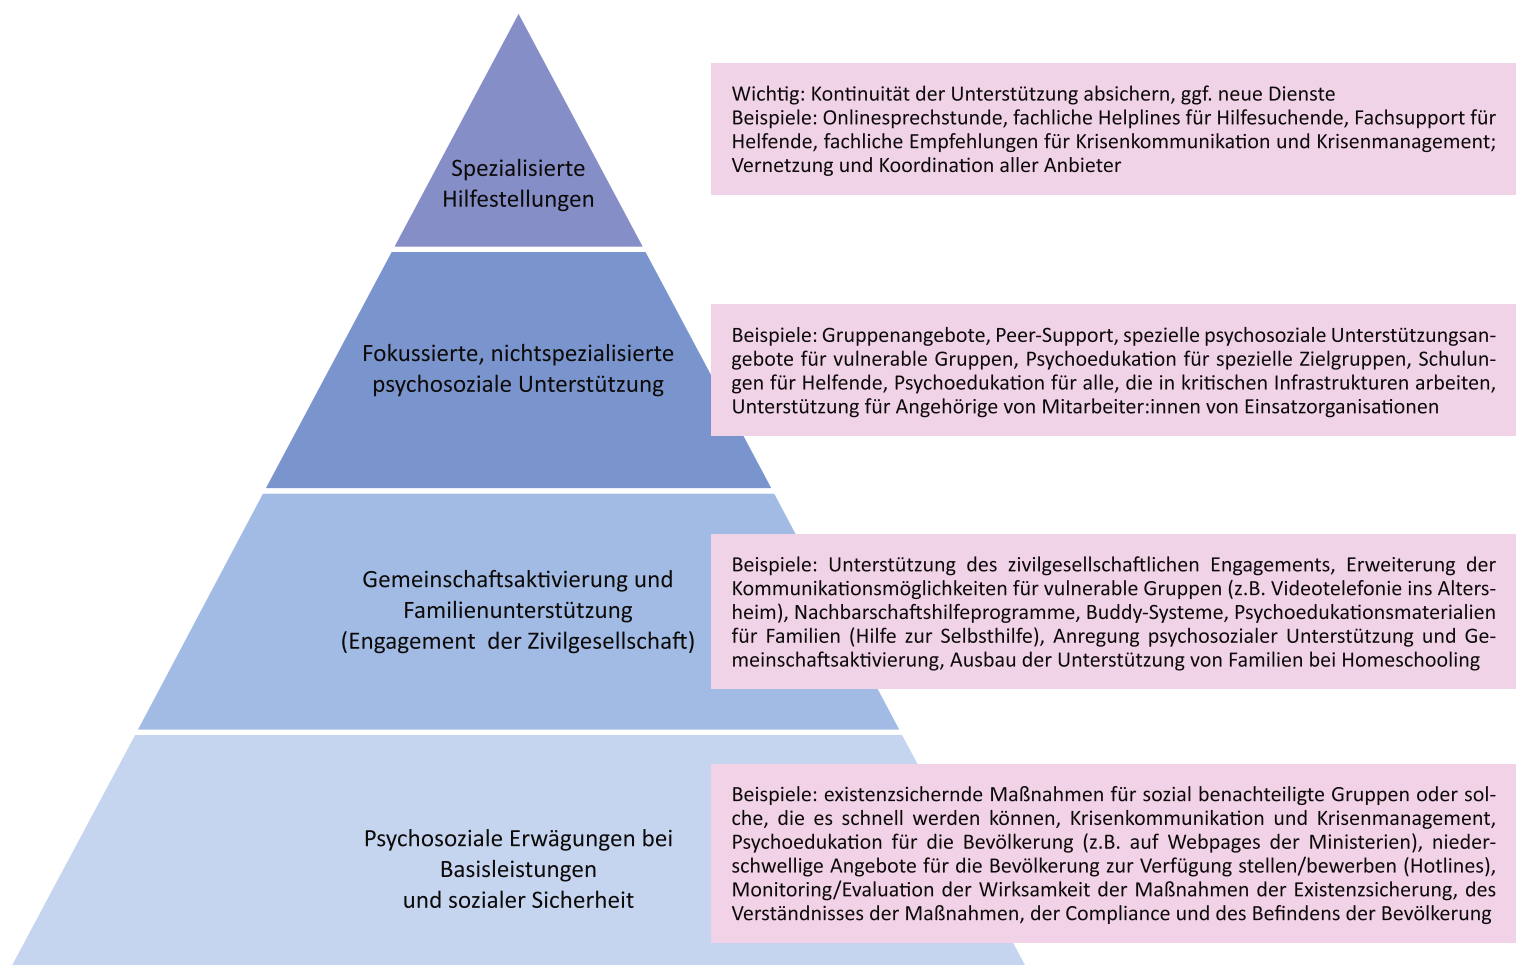 Spezialisierte
Hilfestellungen
Wichtig: Kontinuität der Unterstützung absichern, ggf. neue Dienste
Beispiele: Onlinesprechstunde, fachliche Helplines für Hilfesuchende, Fachsupport für
Helfende, fachliche Empfehlungen für Krisenkommunikation und Krisenmanagement;
Vernetzung und Koordination aller Anbieter
Fokussierte, nichtspezialisierte
psychosoziale Unterstützung
Beispiele: Gruppenangebote, Peer-Support, spezielle psychosoziale Unterstützungsan-
gebote für vulnerable Gruppen, Psychoedukation für spezielle Zielgruppen, Schulun-
gen für Helfende, Psychoedukation für alle, die in kritischen Infrastrukturen arbeiten,
Unterstützung für Angehörige von Mitarbeiter:innen von Einsatzorganisationen
Gemeinschaftsaktivierung und
Familienunterstützung
(Engagement  der Zivilgesellschaft)
Beispiele: Unterstützung des zivilgesellschaftlichen Engagements, Erweiterung der
Kommunikationsmöglichkeiten für vulnerable Gruppen (z.B. Videotelefonie ins Alters-
heim), Nachbarschaftshilfeprogramme, Buddy-Systeme, Psychoedukationsmaterialien
für Familien (Hilfe zur Selbsthilfe), Anregung psychosozialer Unterstützung und Ge-
meinschaftsaktivierung, Ausbau der Unterstützung von Familien bei Homeschooling
Psychosoziale Erwägungen bei
Basisleistungen
und sozialer Sicherheit
Beispiele: existenzsichernde Maßnahmen für sozial benachteiligte Gruppen oder sol-
che, die es schnell werden können, Krisenkommunikation und Krisenmanagement,
Psychoedukation für die Bevölkerung (z.B. auf Webpages der Ministerien), nieder-
schwellige Angebote für die Bevölkerung zur Verfügung stellen/bewerben (Hotlines),
Monitoring/Evaluation der Wirksamkeit der Maßnahmen der Existenzsicherung, des
Verständnisses der Maßnahmen, der Compliance und des Befindens der Bevölkerung